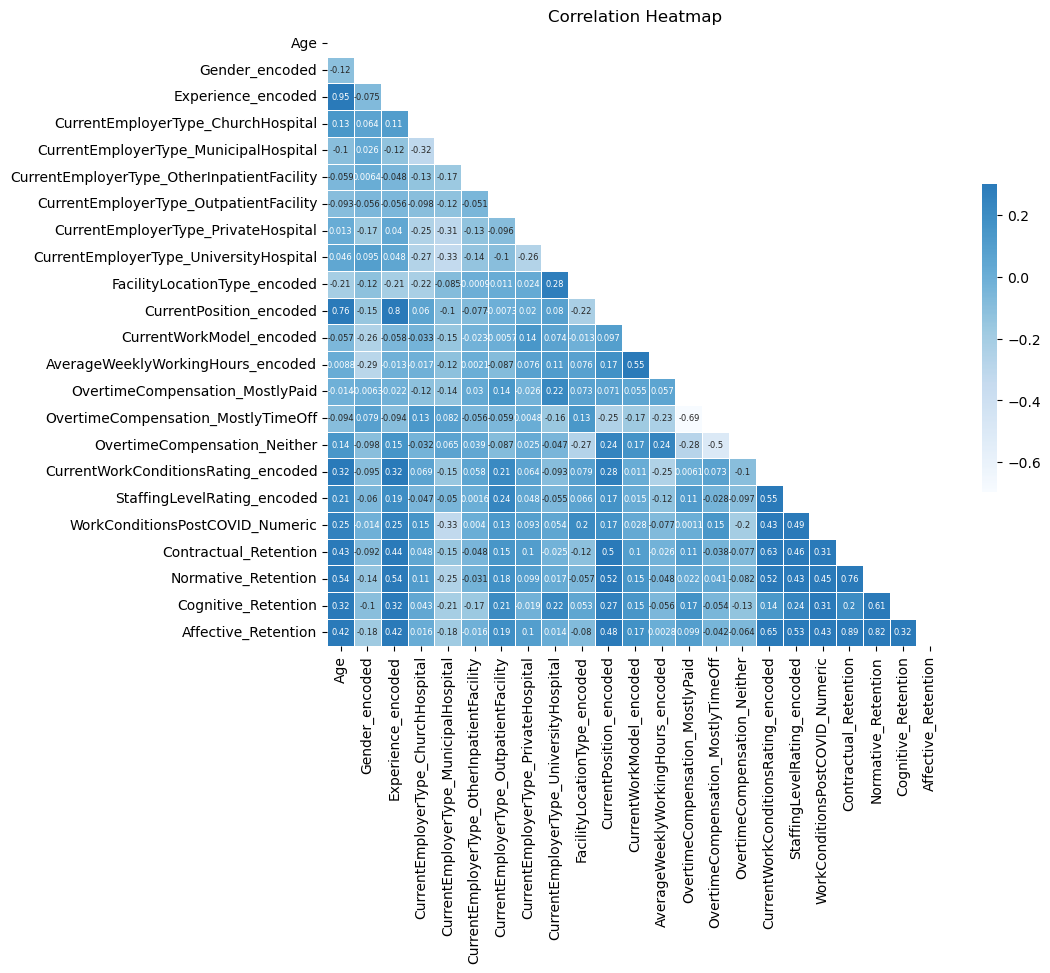 Correlation Heatmap
Age
Gender_encoded -0.12
Experience_encoded 0.95 -0.075
CurrentEmployerType_ChurchHospital 0.13 0.064 0.11
CurrentEmployerType_MunicipalHospital -0.1 0.026 -0.12 -0.32
CurrentEmployerType_OtherInpatientFacility -0.059 0.0064 -0.048 -0.13 -0.17
CurrentEmployerType_OutpatientFacility -0.093 -0.056 -0.056 -0.098 -0.12 -0.051
CurrentEmployerType_PrivateHospital 0.013 -0.17 0.04 -0.25 -0.31 -0.13 -0.096
CurrentEmployerType_UniversityHospital 0.046 0.095 0.048 -0.27 -0.33 -0.14 -0.1 -0.26
FacilityLocationType_encoded -0.21 -0.12 -0.21 -0.22 -0.085 0.011 0.024 0.28
CurrentPosition_encoded 0.76 -0.15 0.8 0.06 -0.1 -0.077 0.0073 0.02 0.08 -0.22
CurrentWorkModel_encoded -0.057 -0.26 -0.058 -0.033 -0.15 -0.023 0.14 0.074 -0.013 0.097
AverageWeeklyWorkingHours_encoded 0.0088 -0.29 0.013 -0.017 -0.12 0.0021 -0.087 0.076 0.11 0.076 0.17 0.55
OvertimeCompensation_MostlyPaid -0.014 -0.022 -0.12 -0.14 0.03 0.14 -0.026 0.22 0.073 0.071 0.055 0.057
OvertimeCompensation_MostlyTimeOff -0.094 0.079 -0.094 0.13 0.082 -0.056 -0.059 -0.16 0.13 -0.25 -0.17 -0.23 -0.69
OvertimeCompensation_Neither 0.14 -0.098 0.15 -0.032 0.065 0.039 -0.087 0.025 -0.047 -0.27 0.24 0.17 0.24 -0.28 -0.5
CurrentWorkConditionsRating_encoded 0.32 -0.095 0.32 0.069 -0.15 0.058 0.21 0.064 -0.093 0.079 0.28 0.011 -0.25 0.073 -0.1
StaffingLevelRating_encoded 0.21 -0.06 0.19 -0.047 -0.05 0.0016 0.24 0.048 -0.055 0.066 0.17 0.015 -0.12 0.11 -0.028 -0.097 0.55
WorkConditionsPostCOVID_Numeric 0.25 -0.014 0.25 0.15 -0.33 0.004 0.13 0.093 0.054 0.2 0.17 0.028 -0.077 0.0011 0.15 -0.2 0.43 0.49
Contractual_Retention 0.43 -0.092 0.44 0.048 -0.15 -0.048 0.15 0.1 -0.025 -0.12 0.5 0.1 -0.026 0.11 -0.038 -0.077 0.63 0.46 0.31
Normative_Retention 0.54 -0.14 0.54 0.11 -0.25 -0.031 0.18 0.099 0.017 -0.057 0.52 0.15 -0.048 0.022 0.041 -0.082 0.52 0.43 0.45 0.76
Cognitive_Retention 0.32 -0.1 0.32 0.043 -0.21 -0.17 0.21 -0.019 0.22 0.053 0.27 0.15 -0.056 0.17 -0.054 -0.13 0.14 0.24 0.31 0.2 0.61
Affective_Retention 0.42 -0.18 0.42 0.016 -0.18 -0.016 0.19 0.1 0.014 -0.08 0.48 0.17 0.0028 0.099 -0.042 -0.064 0.65 0.53 0.43 0.89 0.82 0.32
Age
Gender_encoded
Experience_encoded
CurrentEmployerType_ChurchHospital
CurrentEmployerType_MunicipalHospital
CurrentEmployerType_OtherInpatientFacility
CurrentEmployerType_OutpatientFacility
CurrentEmployerType_PrivateHospital
CurrentEmployerType_UniversityHospital
FacilityLocationType_encoded
CurrentPosition_encoded
CurrentWorkModel_encoded
AverageWeeklyWorkingHours_encoded
OvertimeCompensation_MostlyPaid
OvertimeCompensation_MostlyTimeOff
OvertimeCompensation_Neither
CurrentWorkConditionsRating_encoded
StaffingLevelRating_encoded
WorkConditionsPostCOVID_Numeric
Contractual_Retention
Normative_Retention
Cognitive_Retention
Affective_Retention
0.2
0.0
−0.2
−0.4
−0.6